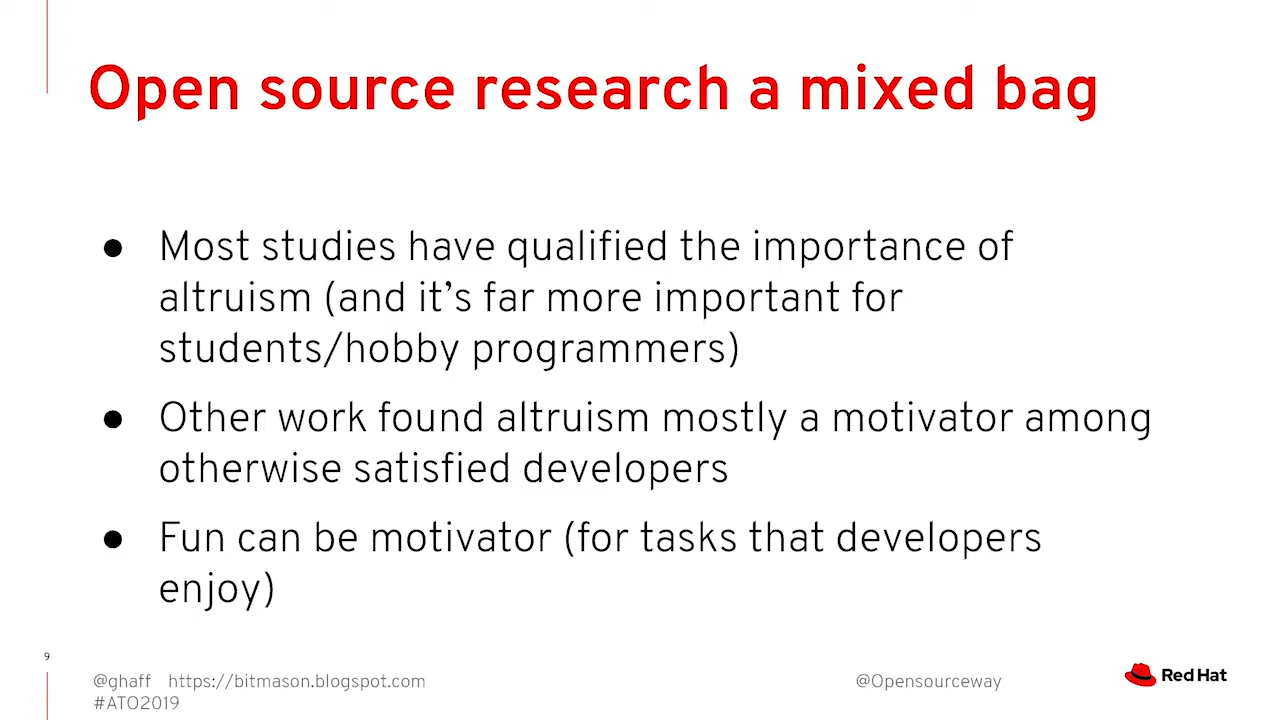 Open source research a mixed bag
● Most studies have qualified the importance of
altruism (and it’s far more important for
students/hobby programmers)
● Other work found altruism mostly a motivator among
otherwise satisfied developers
● Fun can be motivator (for tasks that developers
enjoy)
9
@ghaff https://bitmason.blogspot.com
#ATO2019
@Opensourceway
Red Hat